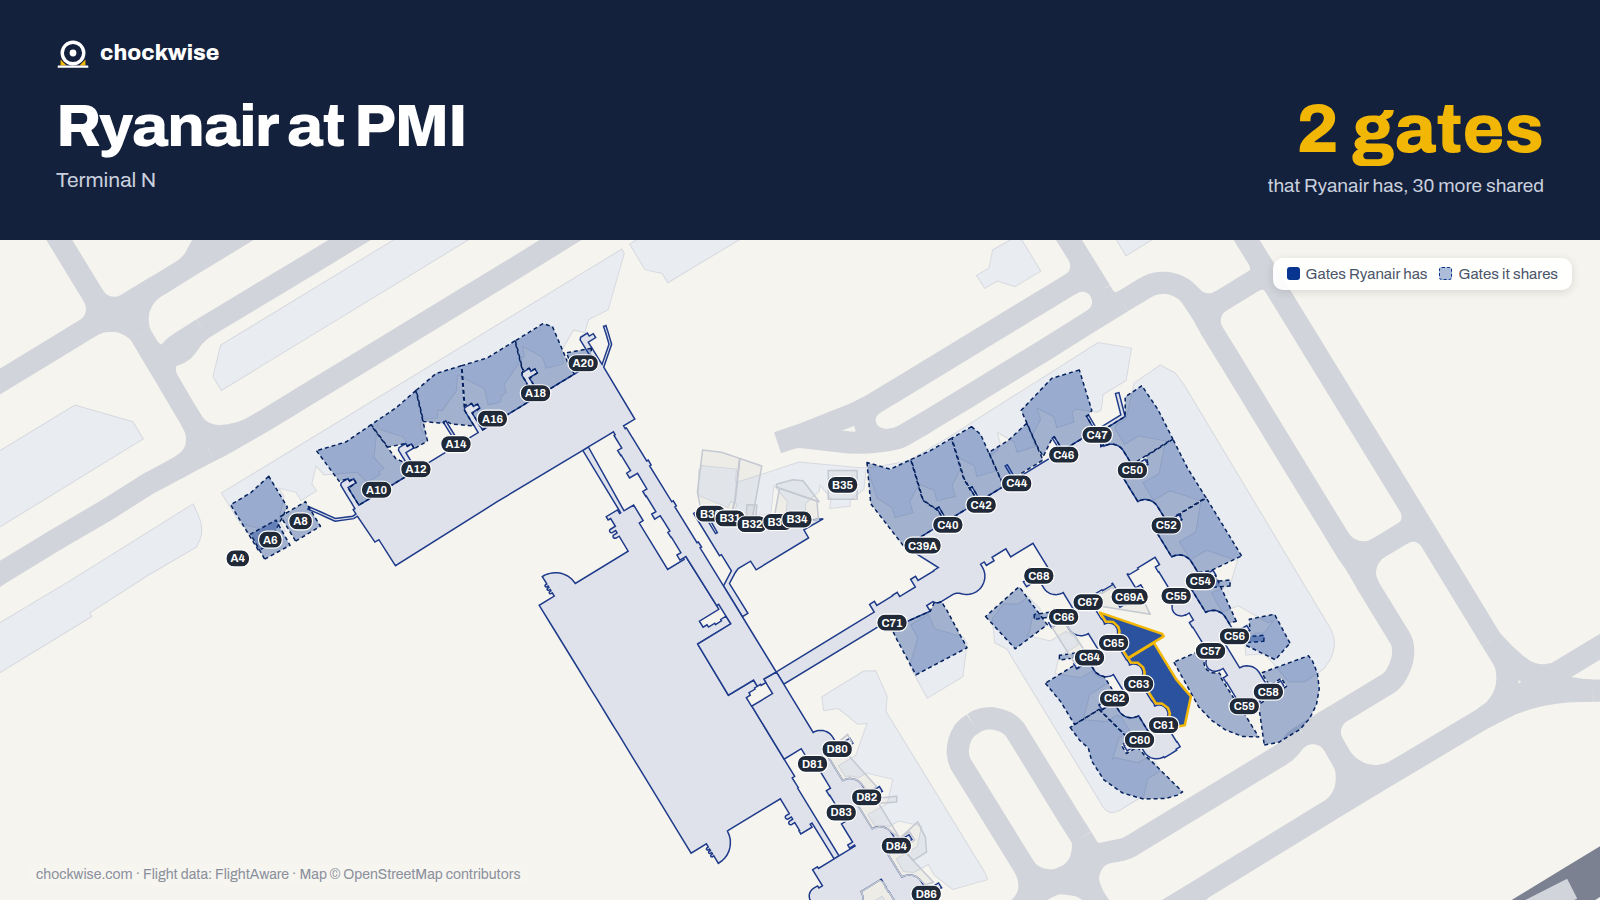 chockwise
Ryanair at PMI
Terminal N
2 gates
that Ryanair has, 30 more shared
Gates Ryanair has
Gates it shares
A20
A18
A16
A14
A12
A10
A8
A6
A4
B31
B32
B34
B35
C39A
C40
C42
C44
C46
C47
C50
C52
C54
C55
C56
C57
C58
C59
C60
C61
C62
C63
C64
C65
C66
C67
C68
C69A
C71
D80
D81
D82
D83
D84
D86
chockwise.com · Flight data: FlightAware · Map © OpenStreetMap contributors